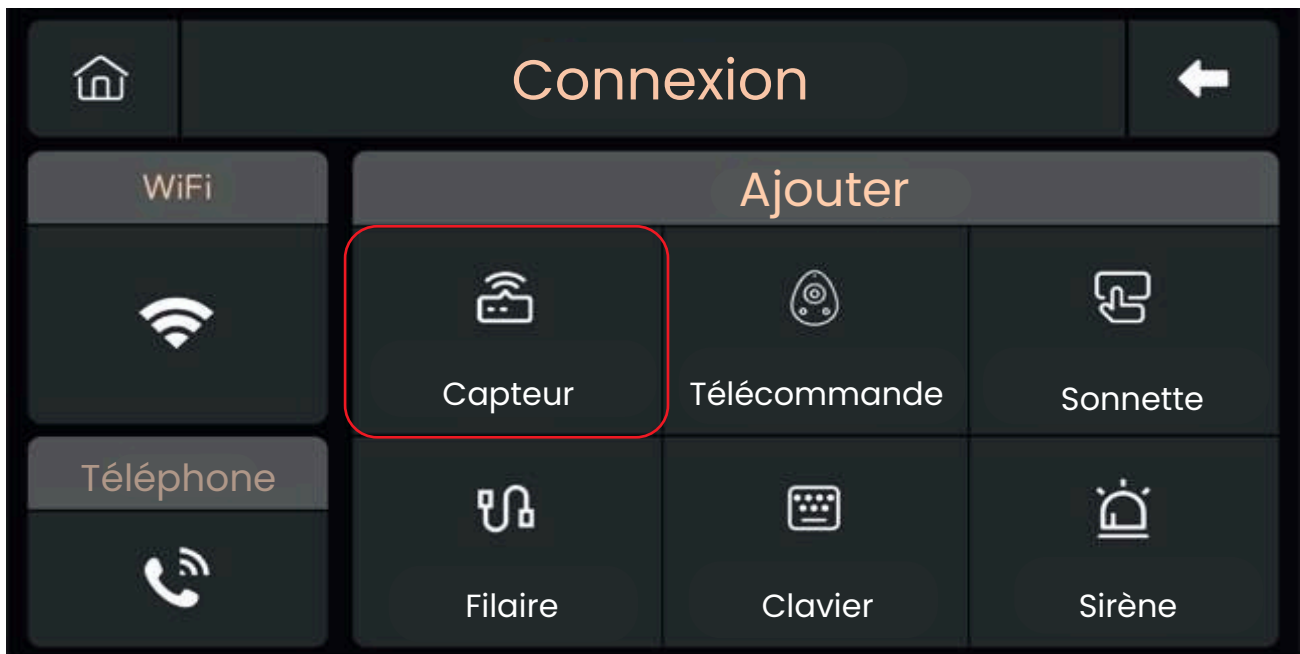 Connexion
WiFi
Ajouter
Capteur
Télécommande
Sonnette
Téléphone
Filaire
Clavier
Sirène